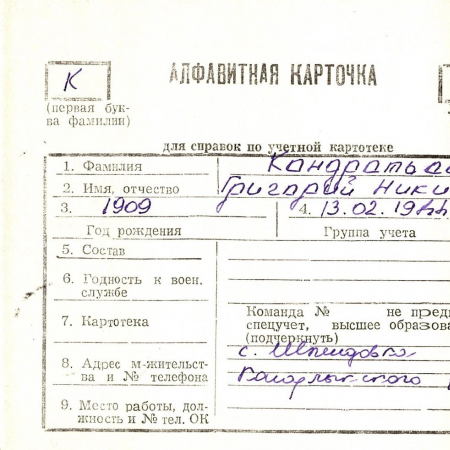 К
АЛФАВИТНАЯ КАРТОЧКА
(первая бук-
ва фамилии)
для справок по учетной картотеке
1. Фамилия
2. Имя, отчество Григорий Ники
3. 1909 4. 13.02.19
Год рождения Группа учета
5. Состав
6. Годность к воен.
службе
Команда № не предн
7. Картотека спецучет, высшее образова
(подчеркнуть)
с.
8. Адрес м-жительст-
ва и № телефона
9. Место работы, дол-
жность и № тел. ОК